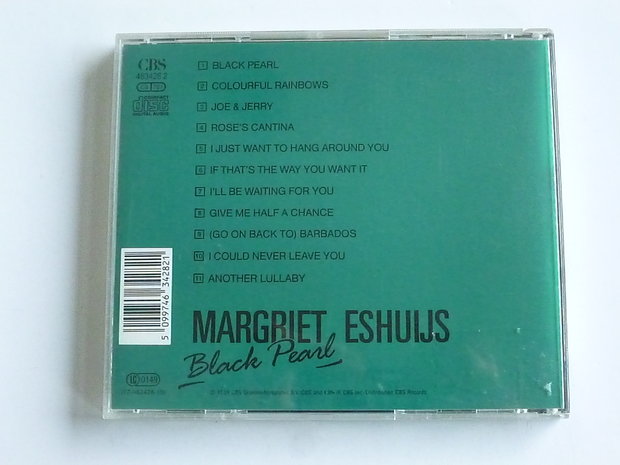 CBS
463428 2
COMPACT
disc
DIGITAL AUDIO
1 BLACK PEARL
2 COLOURFUL RAINBOWS
3 JOE & JERRY
4 ROSE'S CANTINA
5 I JUST WANT TO HANG AROUND YOU
6 IF THAT'S THE WAY YOU WANT IT
7 I'LL BE WAITING FOR YOU
8 GIVE ME HALF A CHANCE
9 (GO ON BACK TO) BARBADOS
10 I COULD NEVER LEAVE YOU
11 ANOTHER LULLABY
5 099746 342821
MARGRIET ESHUIJS
Black Pearl
LC 0149